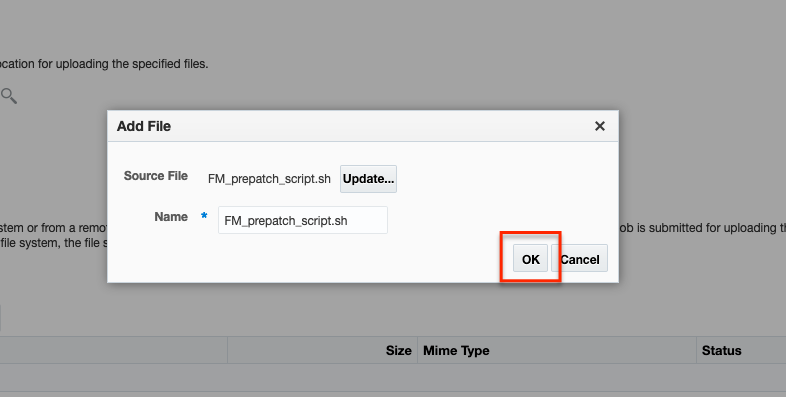 ocation for uploading the specified files.
Add File
Source File FM_prepatch_script.sh Update...
Name * FM_prepatch_script.sh
stem or from a remo
ob is submitted for uploading th
file system, the file s
OK Cancel
Size Mime Type Status